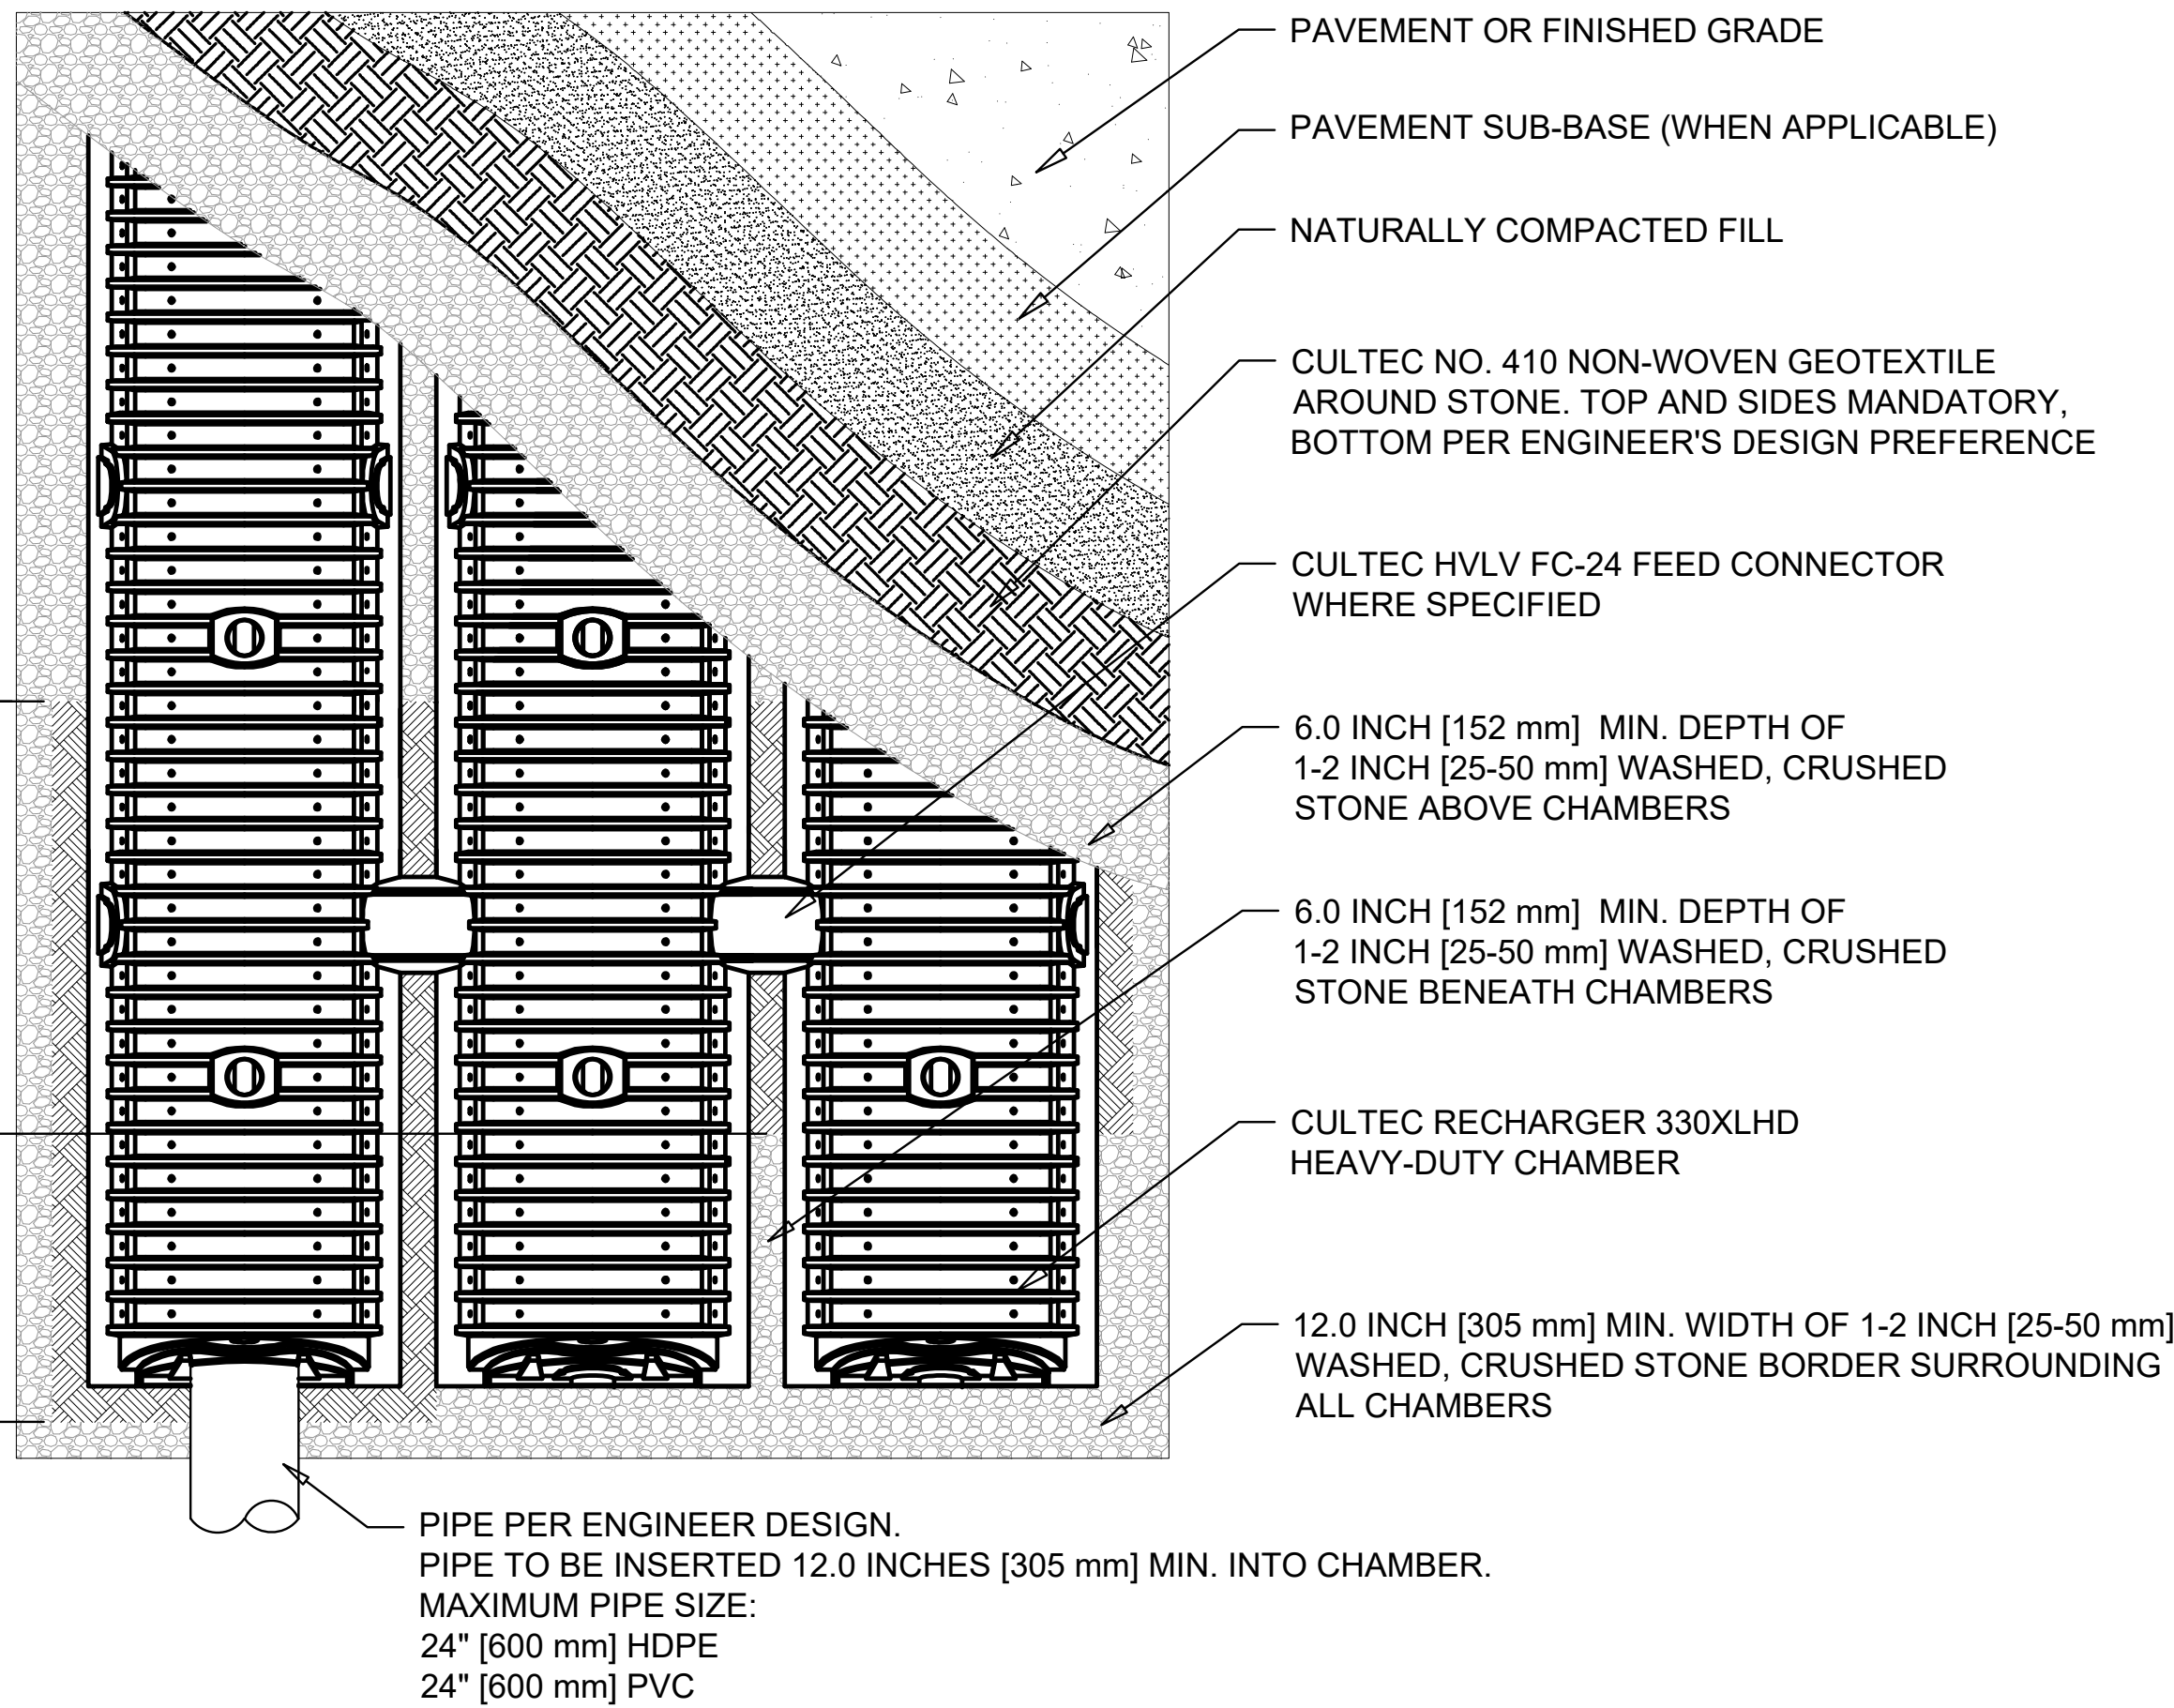 PAVEMENT OR FINISHED GRADE
PAVEMENT SUB-BASE (WHEN APPLICABLE)
NATURALLY COMPACTED FILL
CULTEC NO. 410 NON-WOVEN GEOTEXTILE
AROUND STONE. TOP AND SIDES MANDATORY,
BOTTOM PER ENGINEER'S DESIGN PREFERENCE
CULTEC HVLV FC-24 FEED CONNECTOR
WHERE SPECIFIED
6.0 INCH [152 mm] MIN. DEPTH OF
1-2 INCH [25-50 mm] WASHED, CRUSHED
STONE ABOVE CHAMBERS
6.0 INCH [152 mm] MIN. DEPTH OF
1-2 INCH [25-50 mm] WASHED, CRUSHED
STONE BENEATH CHAMBERS
CULTEC RECHARGER 330XLHD
HEAVY-DUTY CHAMBER
12.0 INCH [305 mm] MIN. WIDTH OF 1-2 INCH [25-50 mm]
WASHED, CRUSHED STONE BORDER SURROUNDING
ALL CHAMBERS
PIPE PER ENGINEER DESIGN.
PIPE TO BE INSERTED 12.0 INCHES [305 mm] MIN. INTO CHAMBER.
MAXIMUM PIPE SIZE:
24" [600 mm] HDPE
24" [600 mm] PVC